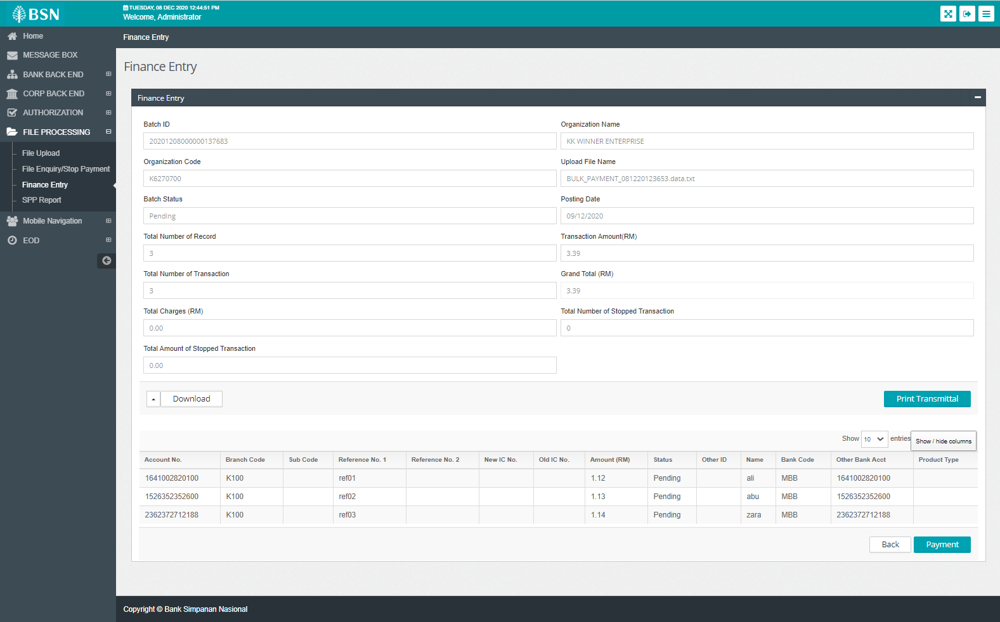 BSN
TUESDAY, 08 DEC 2020 12:44:51 PM
Welcome, Administrator
Home
MESSAGE BOX
BANK BACK END
CORP BACK END
AUTHORIZATION
FILE PROCESSING
File Upload
File Enquiry/Stop Payment
Finance Entry
SPP Report
Mobile Navigation
EOD
Finance Entry
Finance Entry
Finance Entry
Batch ID
20201208000000137683
Organization Name
KK WINNER ENTERPRISE
Organization Code
K6270700
Upload File Name
BULK_PAYMENT_081220123653.data.txt
Batch Status
Pending
Posting Date
09/12/2020
Total Number of Record
3
Transaction Amount(RM)
3.39
Total Number of Transaction
3
Grand Total (RM)
3.39
Total Charges (RM)
0.00
Total Number of Stopped Transaction
0
Total Amount of Stopped Transaction
0.00
Download
Print Transmittal
Show 10 entries
Show / hide columns
Account No. Branch Code Sub Code Reference No. 1 Reference No. 2 New IC No. Old IC No. Amount (RM) Status Other ID Name Bank Code Other Bank Acct Product Type
1641002820100 K100 ref01 1.12 Pending ali MBB 1641002820100
1526352352600 K100 ref02 1.13 Pending abu MBB 1526352352600
2362372712188 K100 ref03 1.14 Pending zara MBB 2362372712188
Back
Payment
Copyright © Bank Simpanan Nasional